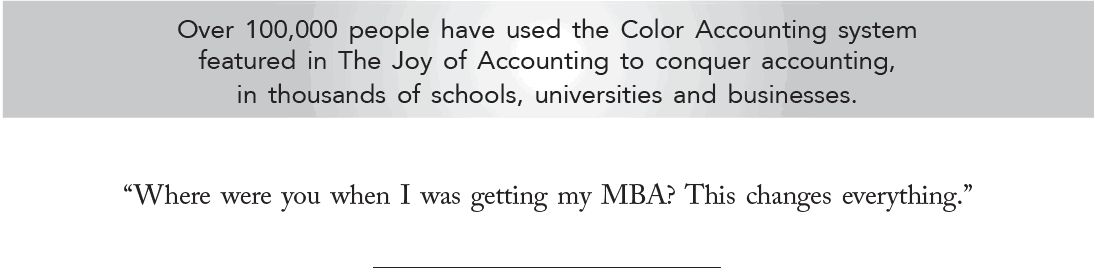 Over 100,000 people have used the Color Accounting system
featured in The Joy of Accounting to conquer accounting,
in thousands of schools, universities and businesses.
“Where were you when I was getting my MBA? This changes everything.”